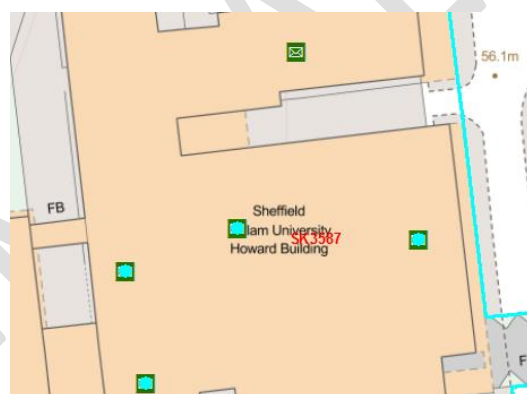 56.1m
FB
Sheffield
lam University
SK3587
Howard Building
F